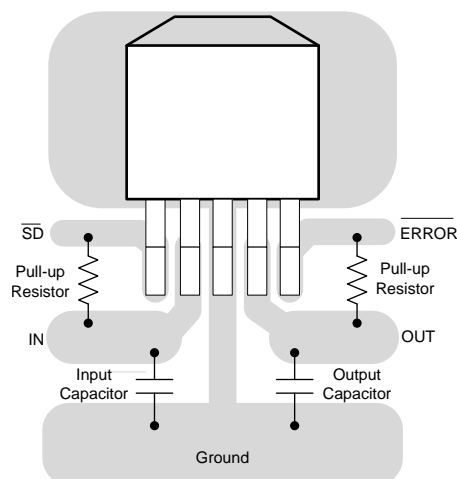 SD
ERROR
Pull-up
Resistor
Pull-up
Resistor
IN
OUT
Input
Capacitor
Output
Capacitor
Ground